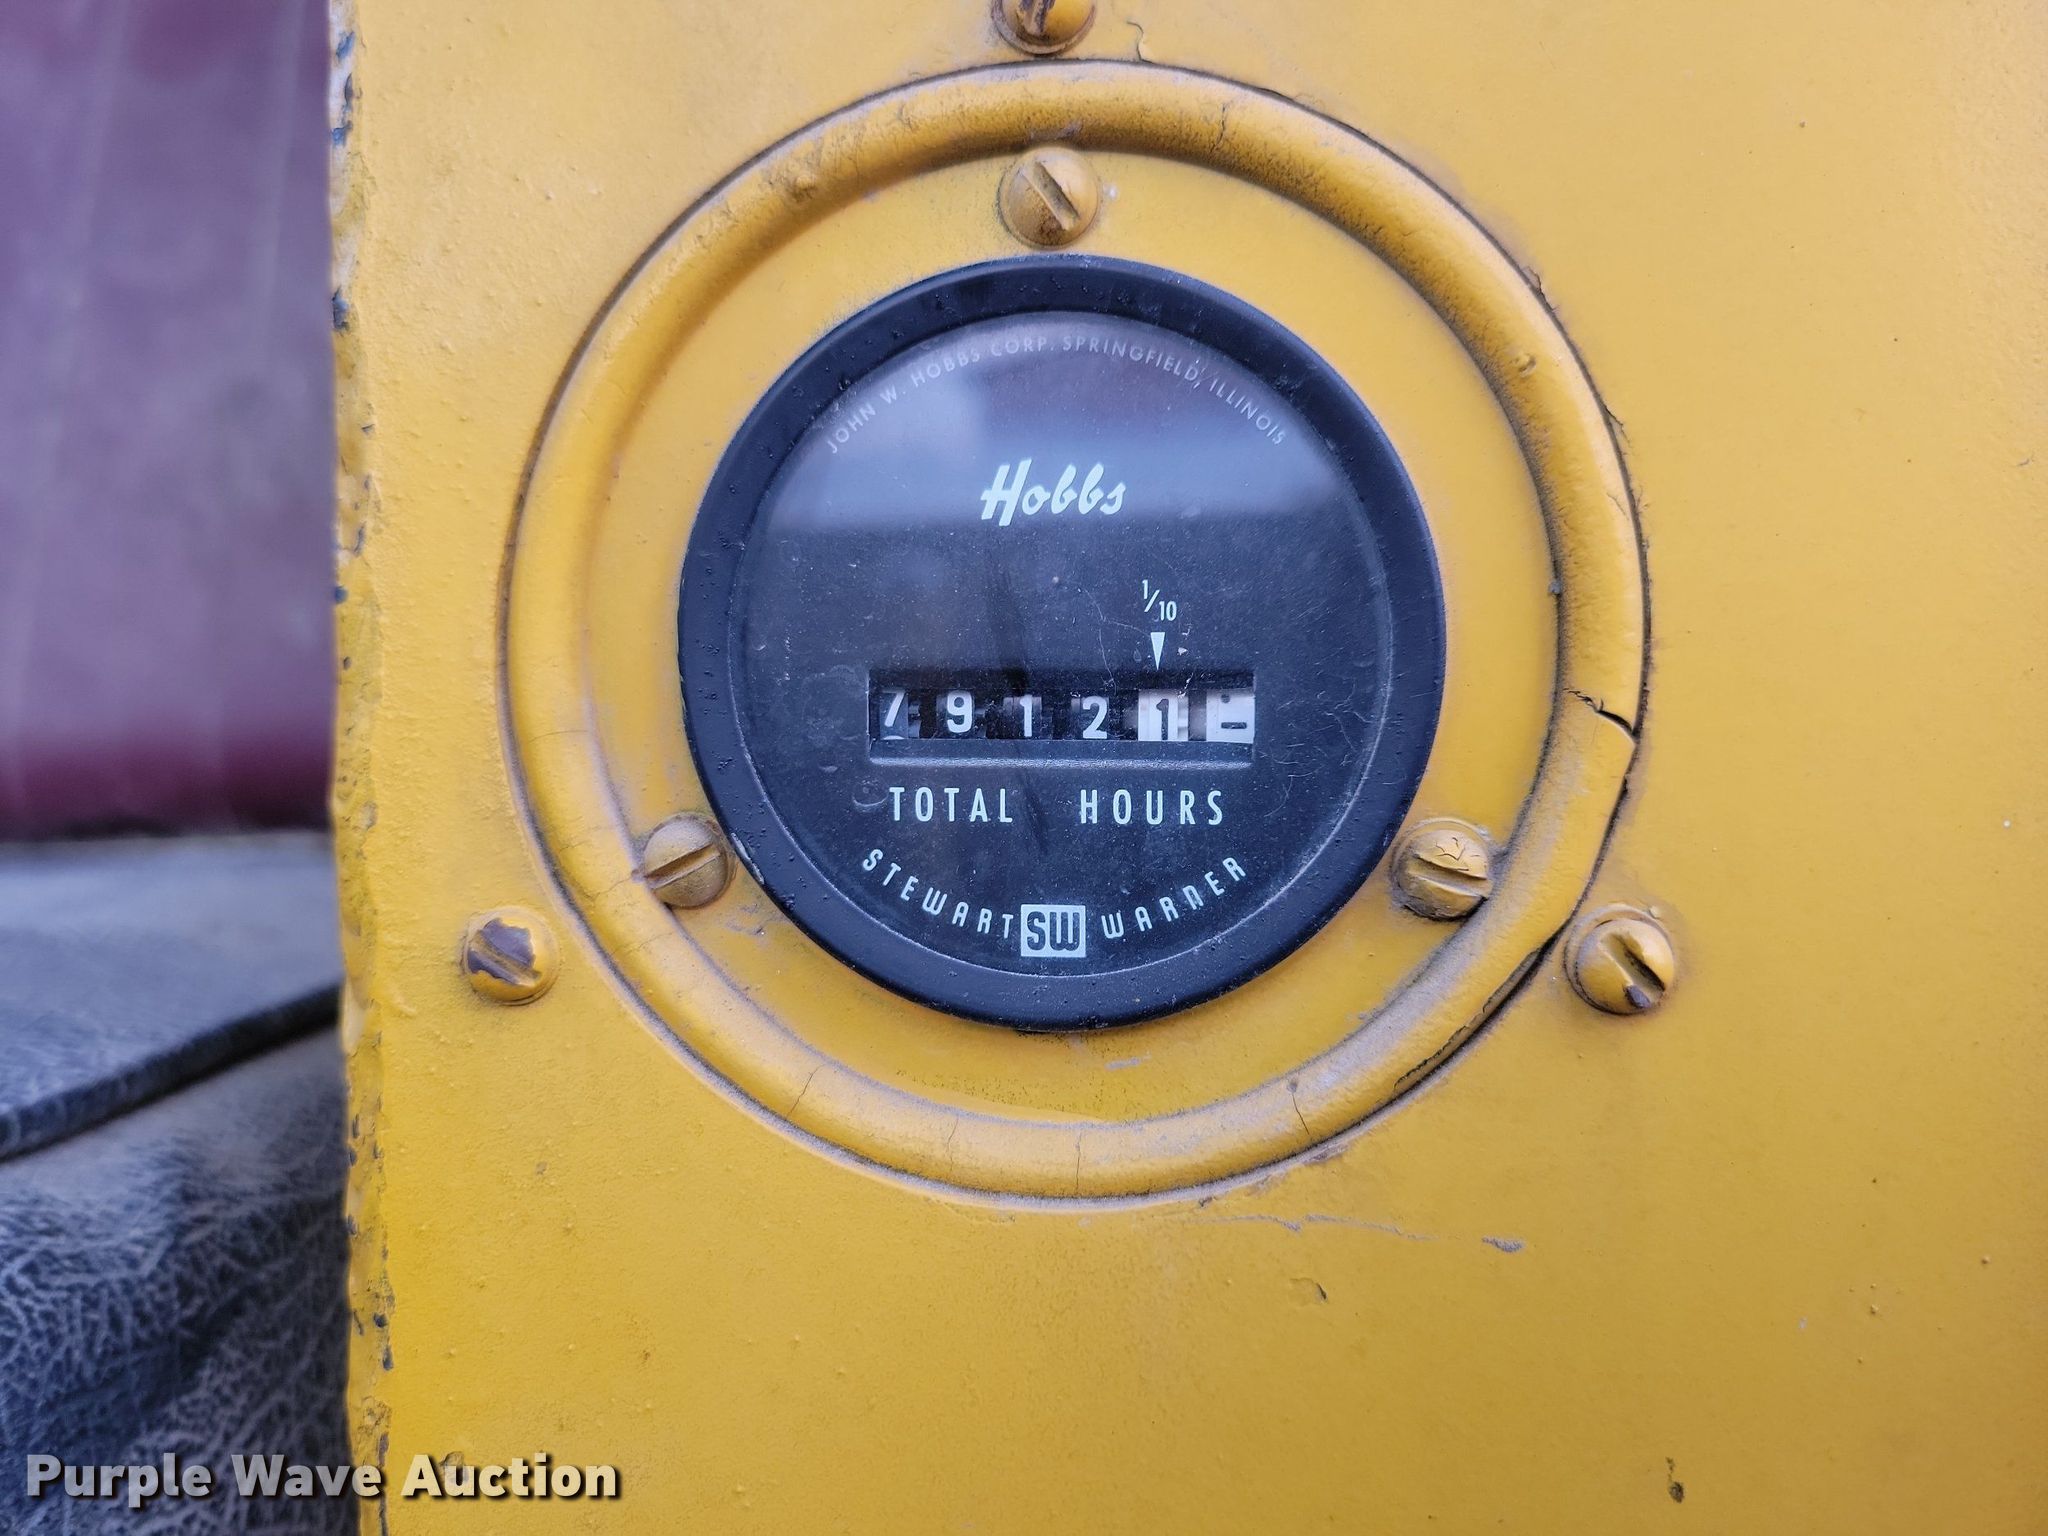 JOHN W. HOBBS CORP. SPRINGFIELD, ILLINOIS
Hobbs
1/10
7 9 1 2 1
TOTAL HOURS
STEWART SW WARNER
Purple Wave Auction